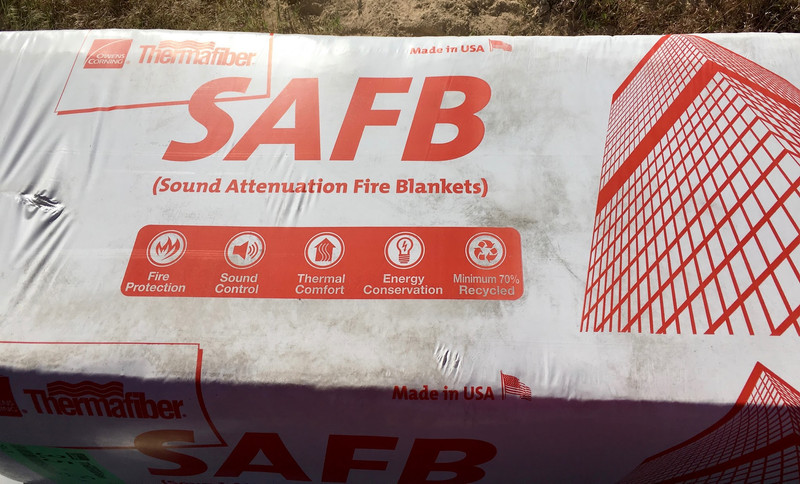 OWENS
CORNING
Thermafiber
Made in USA
SAFB
(Sound Attenuation Fire Blankets)
Fire
Protection
Sound
Control
Thermal
Comfort
Energy
Conservation
Minimum 70%
Recycled
Made in USA
Thermafiber
SAFB